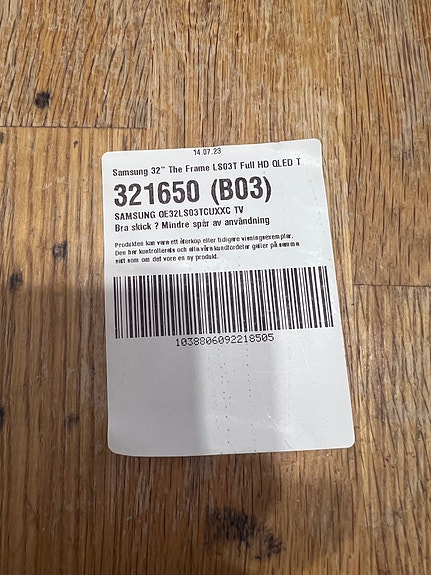 14.07.23
Samsung 32" The Frame LS03T Full HD QLED T
321650 (B03)
SAMSUNG QE32LS03TCUXXC TV
Bra skick ? Mindre spår av användning
Produkten kan vara ett återköp eller tidigare visningsexemplar.
Den har kontrollerats och alla våra kundfördelar gäller på samma
sätt som om det vore en ny produkt.
1038806092218505